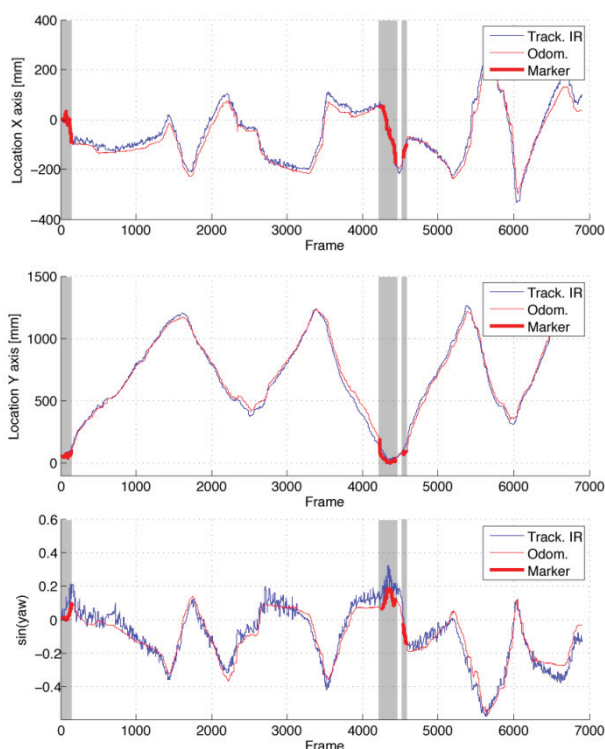 400
200
0
−200
−400
Location X axis [mm]
Track. IR
Odom.
Marker
0 1000 2000 3000 4000 5000 6000 7000
Frame
1500
1000
500
0
Location Y axis [mm]
Track. IR
Odom.
Marker
0 1000 2000 3000 4000 5000 6000 7000
Frame
0.6
0.4
0.2
0
−0.2
−0.4
sin(yaw)
Track. IR
Odom.
Marker
0 1000 2000 3000 4000 5000 6000 7000
Frame